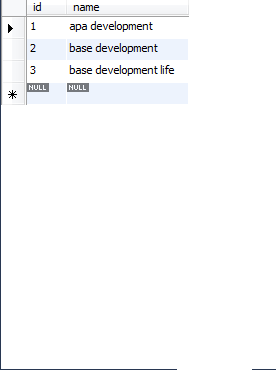 id name
1 apa development
2 base development
3 base development life
NULL NULL